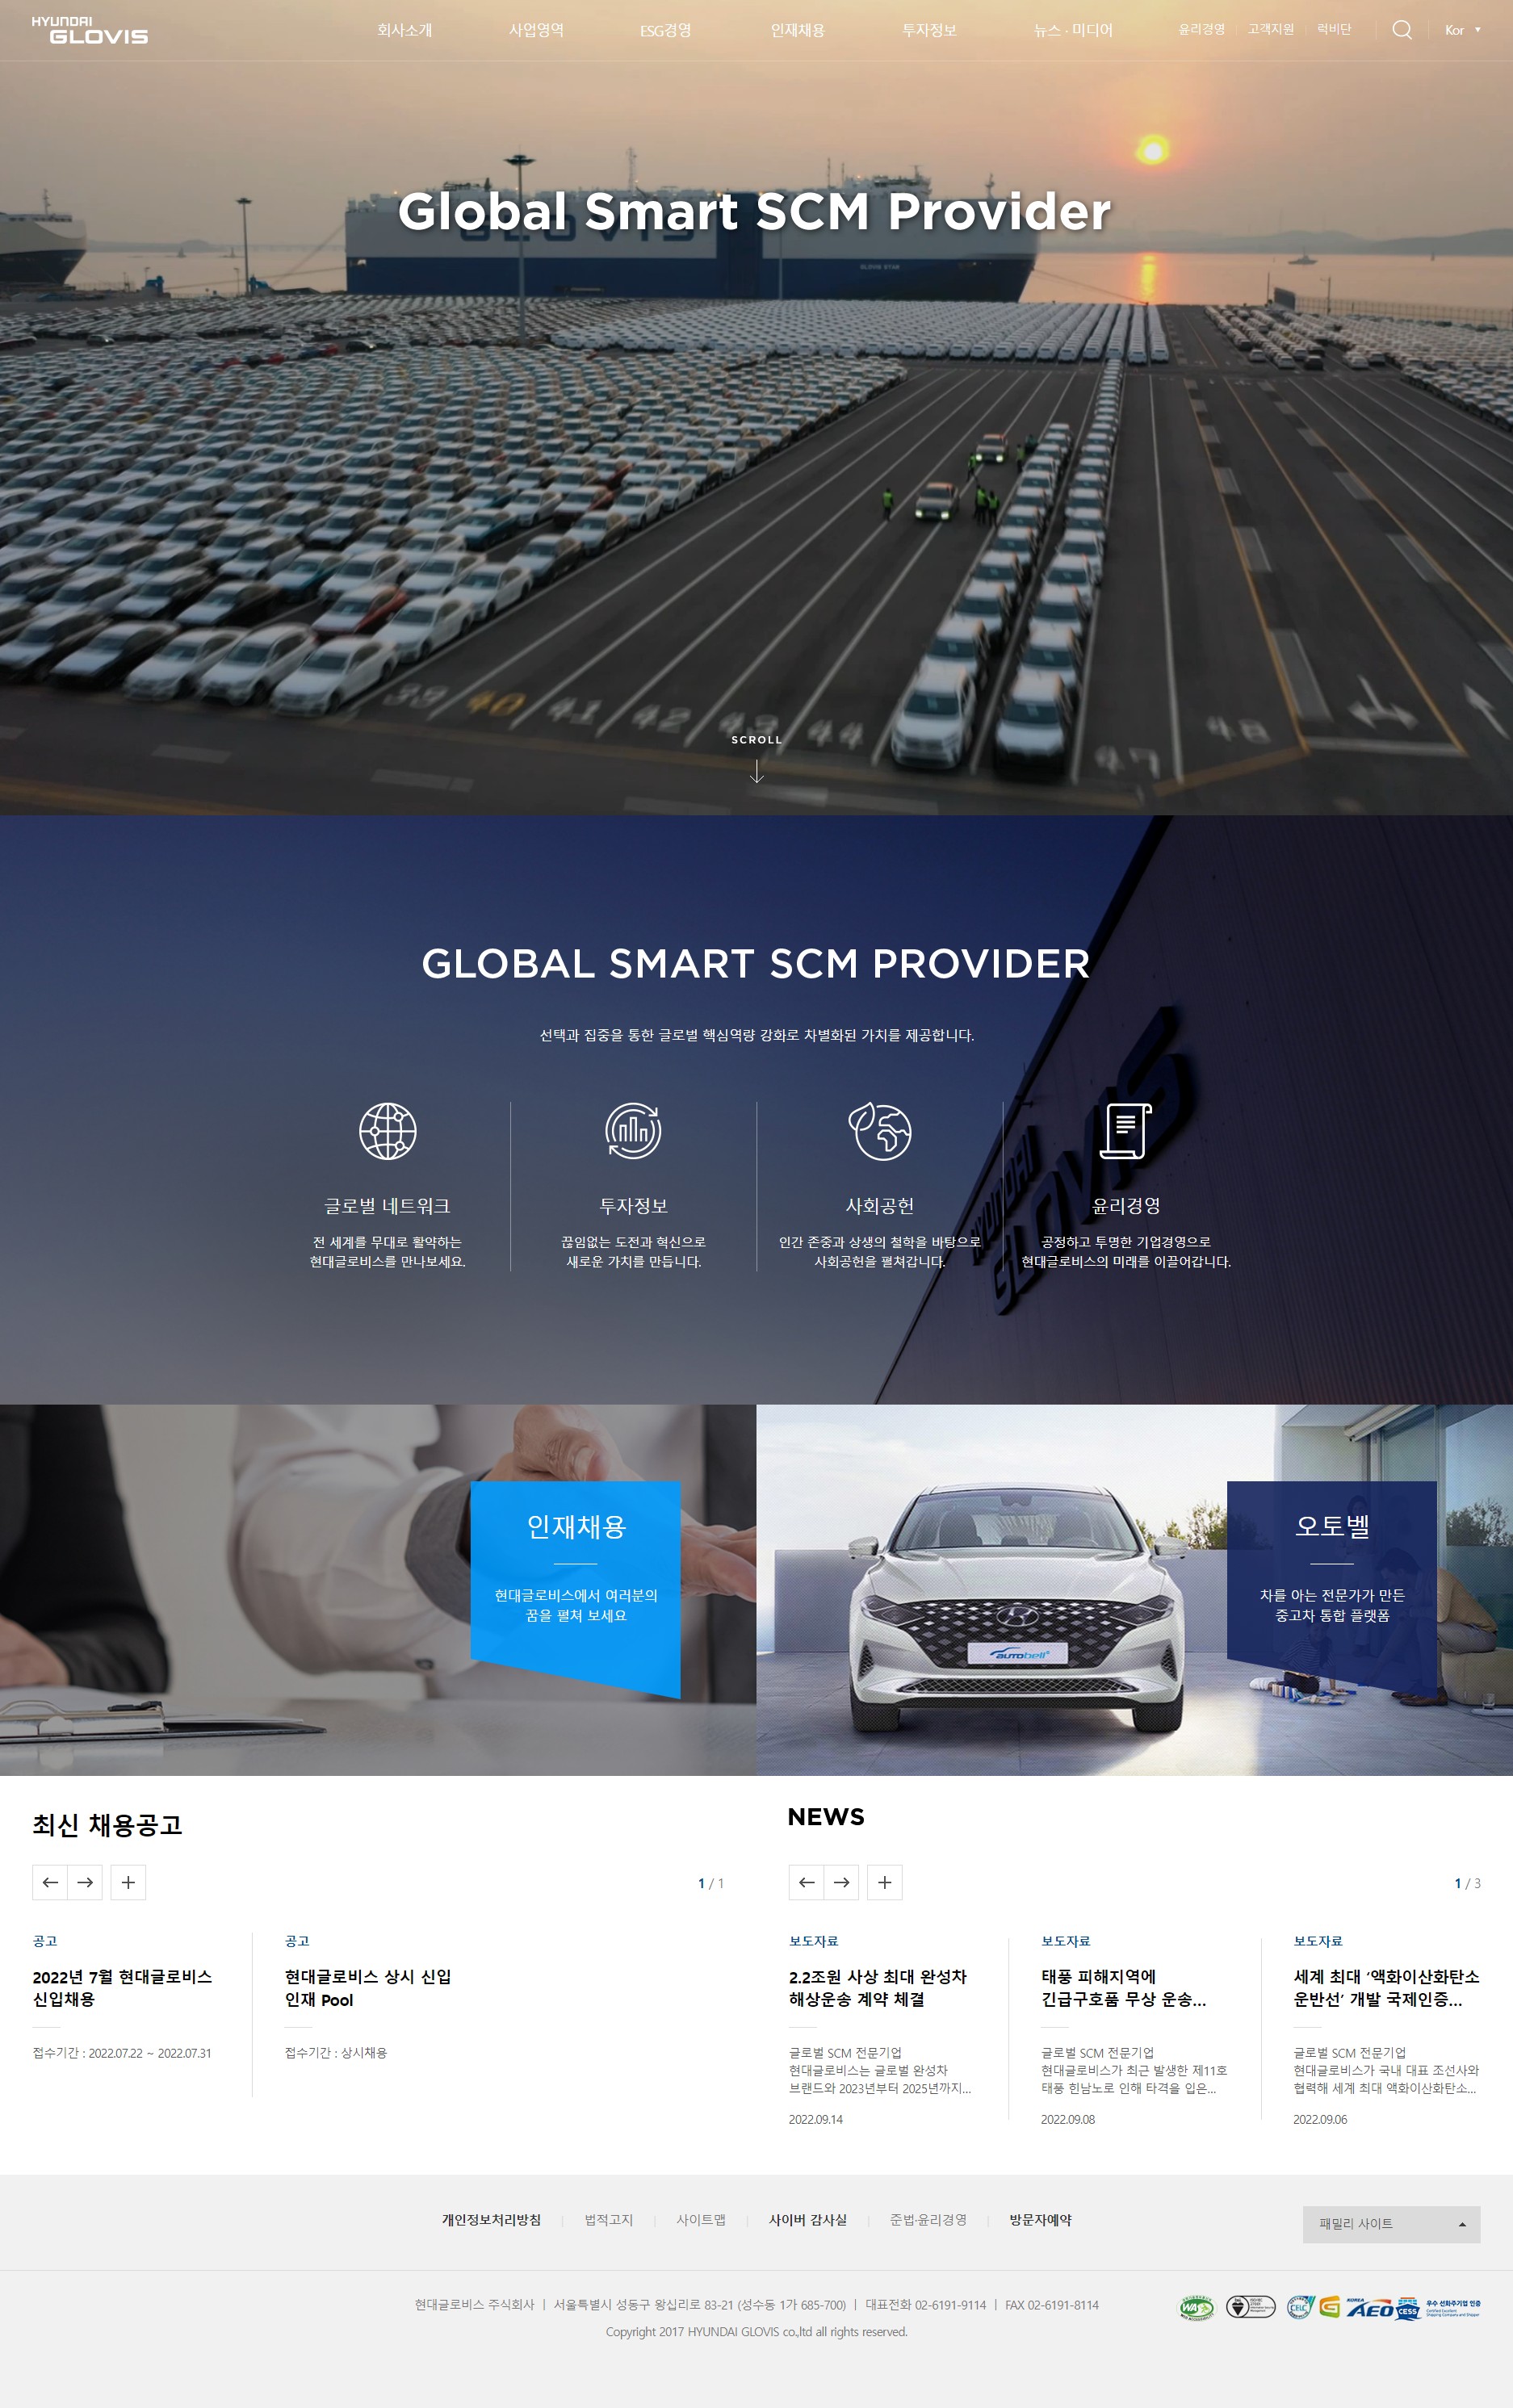 HYUNDAI
GLOVIS
회사소개 사업영역 ESG경영 인재채용 투자정보 뉴스 · 미디어 윤리경영 고객지원 럭비단 Kor
GLOVIS
GLOVIS STAR
Global Smart SCM Provider
39 40 41 42 43 44 47 48
SCROLL
GLOBAL SMART SCM PROVIDER
선택과 집중을 통한 글로벌 핵심역량 강화로 차별화된 가치를 제공합니다.
HYUNDAI
GLOVIS
글로벌 네트워크
전 세계를 무대로 활약하는
현대글로비스를 만나보세요.
투자정보
끊임없는 도전과 혁신으로
새로운 가치를 만듭니다.
사회공헌
인간 존중과 상생의 철학을 바탕으로
사회공헌을 펼쳐갑니다.
윤리경영
공정하고 투명한 기업경영으로
현대글로비스의 미래를 이끌어갑니다.
인재채용
현대글로비스에서 여러분의
꿈을 펼쳐 보세요
autobell
오토벨
차를 아는 전문가가 만든
중고차 통합 플랫폼
최신 채용공고
1 / 1
공고
2022년 7월 현대글로비스
신입채용
접수기간 : 2022.07.22 ~ 2022.07.31
공고
현대글로비스 상시 신입
인재 Pool
접수기간 : 상시채용
NEWS
1 / 3
보도자료
2.2조원 사상 최대 완성차
해상운송 계약 체결
글로벌 SCM 전문기업
현대글로비스는 글로벌 완성차
브랜드와 2023년부터 2025년까지...
2022.09.14
보도자료
태풍 피해지역에
긴급구호품 무상 운송...
글로벌 SCM 전문기업
현대글로비스가 최근 발생한 제11호
태풍 힌남노로 인해 타격을 입은...
2022.09.08
보도자료
세계 최대 ‘액화이산화탄소
운반선’ 개발 국제인증...
글로벌 SCM 전문기업
현대글로비스가 국내 대표 조선사와
협력해 세계 최대 액화이산화탄소...
2022.09.06
개인정보처리방침 | 법적고지 | 사이트맵 | 사이버 감사실 | 준법·윤리경영 | 방문자예약
패밀리 사이트
현대글로비스 주식회사 | 서울특별시 성동구 왕십리로 83-21 (성수동 1가 685-700) | 대표전화 02-6191-9114 | FAX 02-6191-8114
WA CELC G KOREA AEO CESS 우수 선화주기업 인증
Copyright 2017 HYUNDAI GLOVIS co.,ltd all rights reserved.